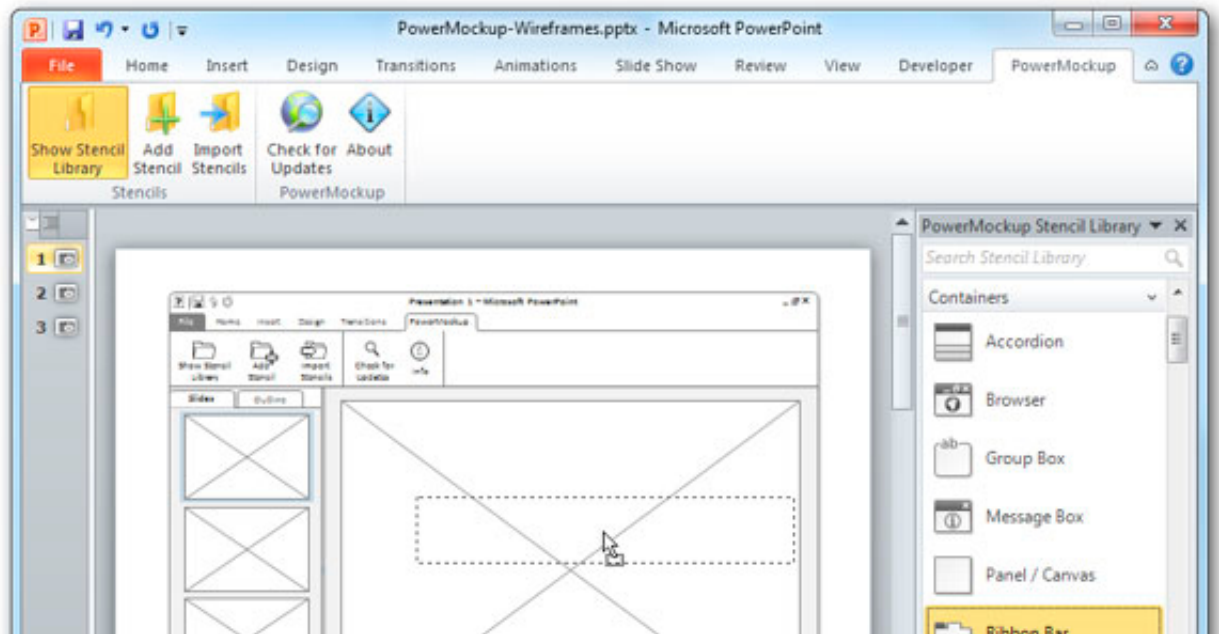 PowerMockup-Wireframes.pptx - Microsoft PowerPoint
File Home Insert Design Transitions Animations Slide Show Review View Developer PowerMockup
Show Stencil Library
Add Stencil
Import Stencils
Check for Updates
About
Stencils PowerMockup
PowerMockup Stencil Library
Search Stencil Library
1
2
3
Containers
Accordion
Browser
ab
Group Box
Message Box
Panel / Canvas
Ribbon Bar
Presentation 1 - Microsoft PowerPoint
File Home Insert Design Transitions PowerMockup
Show Stencil Library
Add Stencil
Import Stencils
Check for Updates
Info
Slides Outline